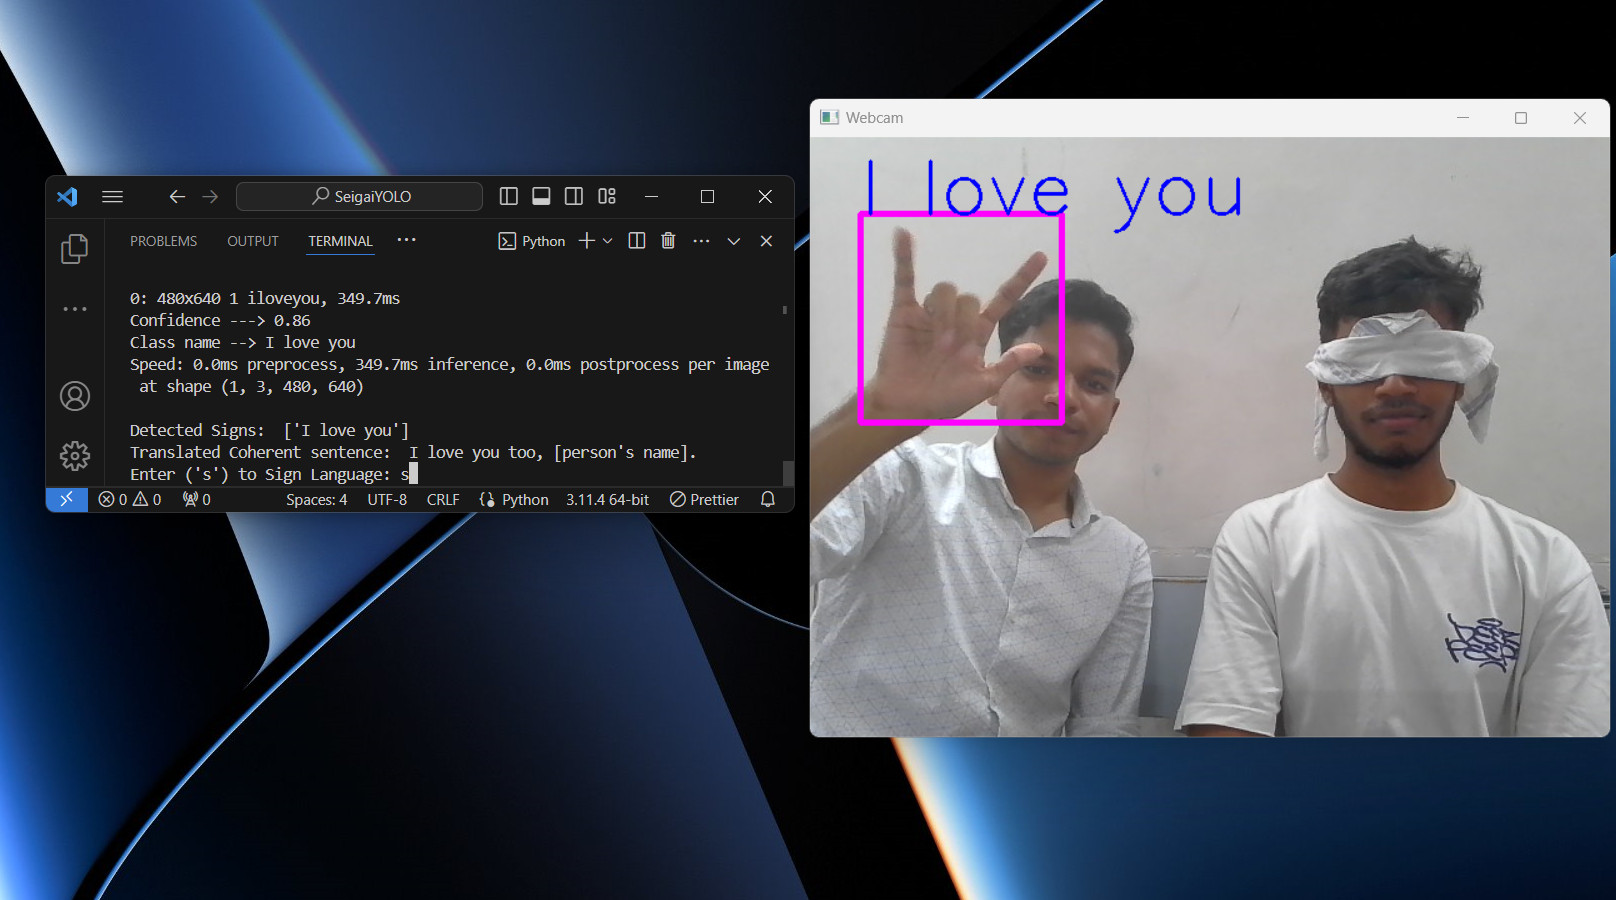 SeigaiYOLO
PROBLEMS OUTPUT TERMINAL ··· Python
0: 480x640 1 iloveyou, 349.7ms
Confidence ---> 0.86
Class name --> I love you
Speed: 0.0ms preprocess, 349.7ms inference, 0.0ms postprocess per image
at shape (1, 3, 480, 640)
Detected Signs:  ['I love you']
Translated Coherent sentence:  I love you too, [person's name].
Enter ('s') to Sign Language: s
0 0 0 Spaces: 4 UTF-8 CRLF Python 3.11.4 64-bit Prettier
Webcam
I love you